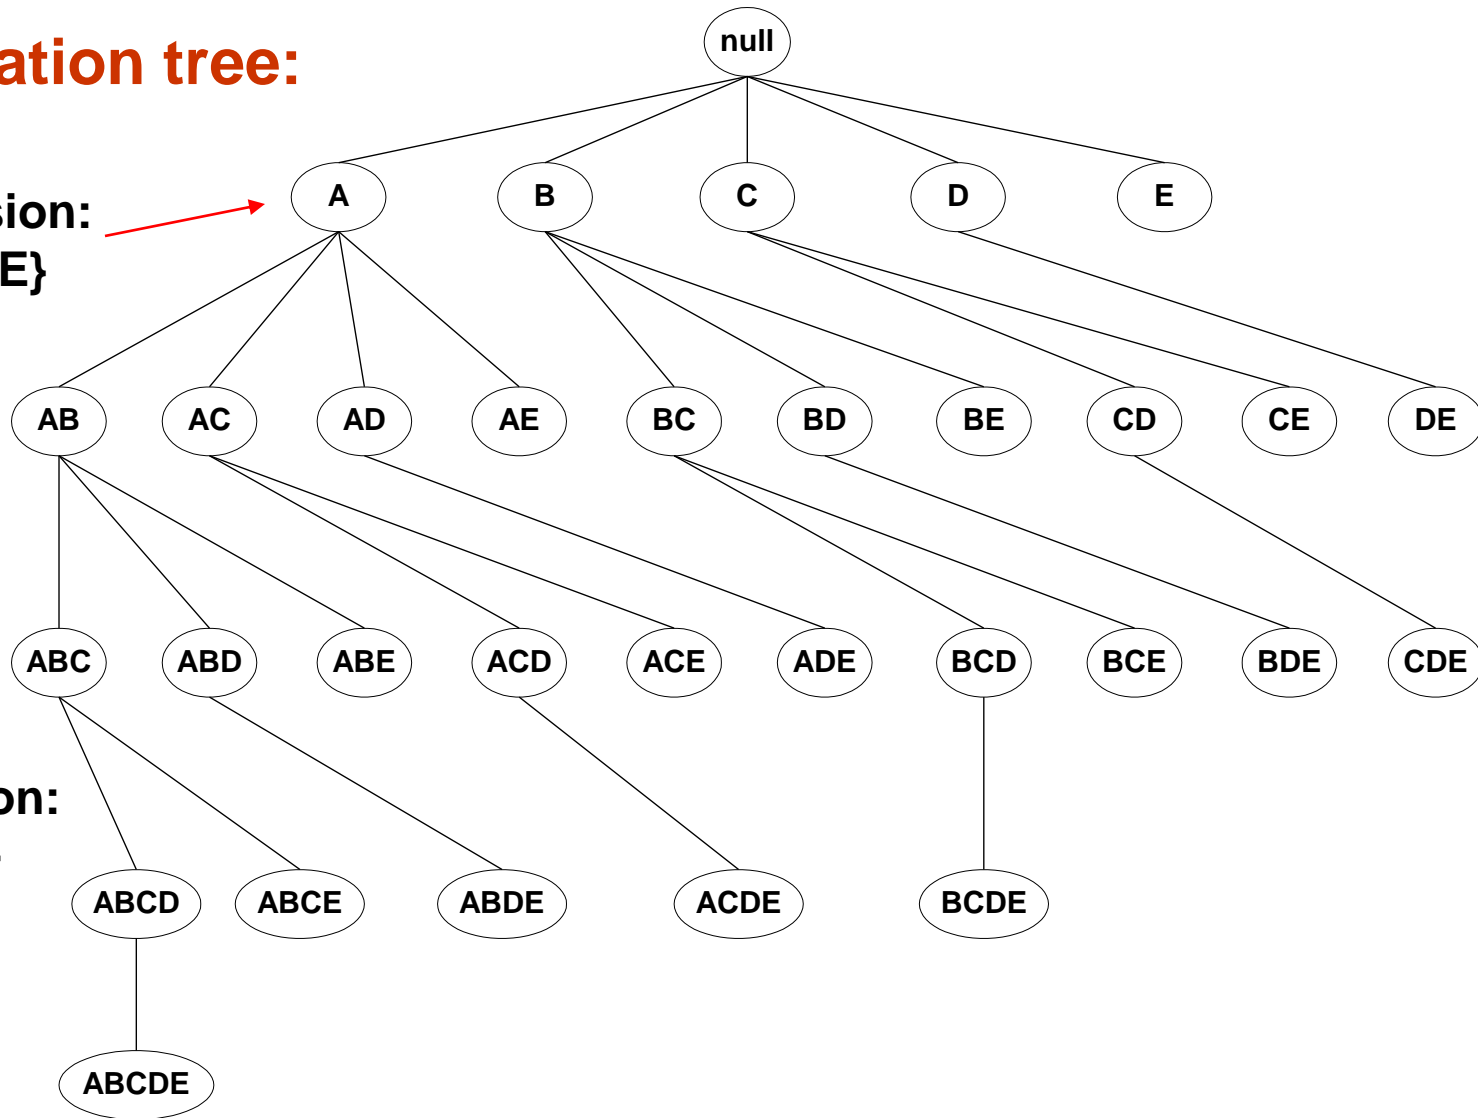 null
ation tree:
A B C D E
sion:
E}
AB AC AD AE BC BD BE CD CE DE
ABC ABD ABE ACD ACE ADE BCD BCE BDE CDE
on:
ABCD ABCE ABDE ACDE BCDE
ABCDE